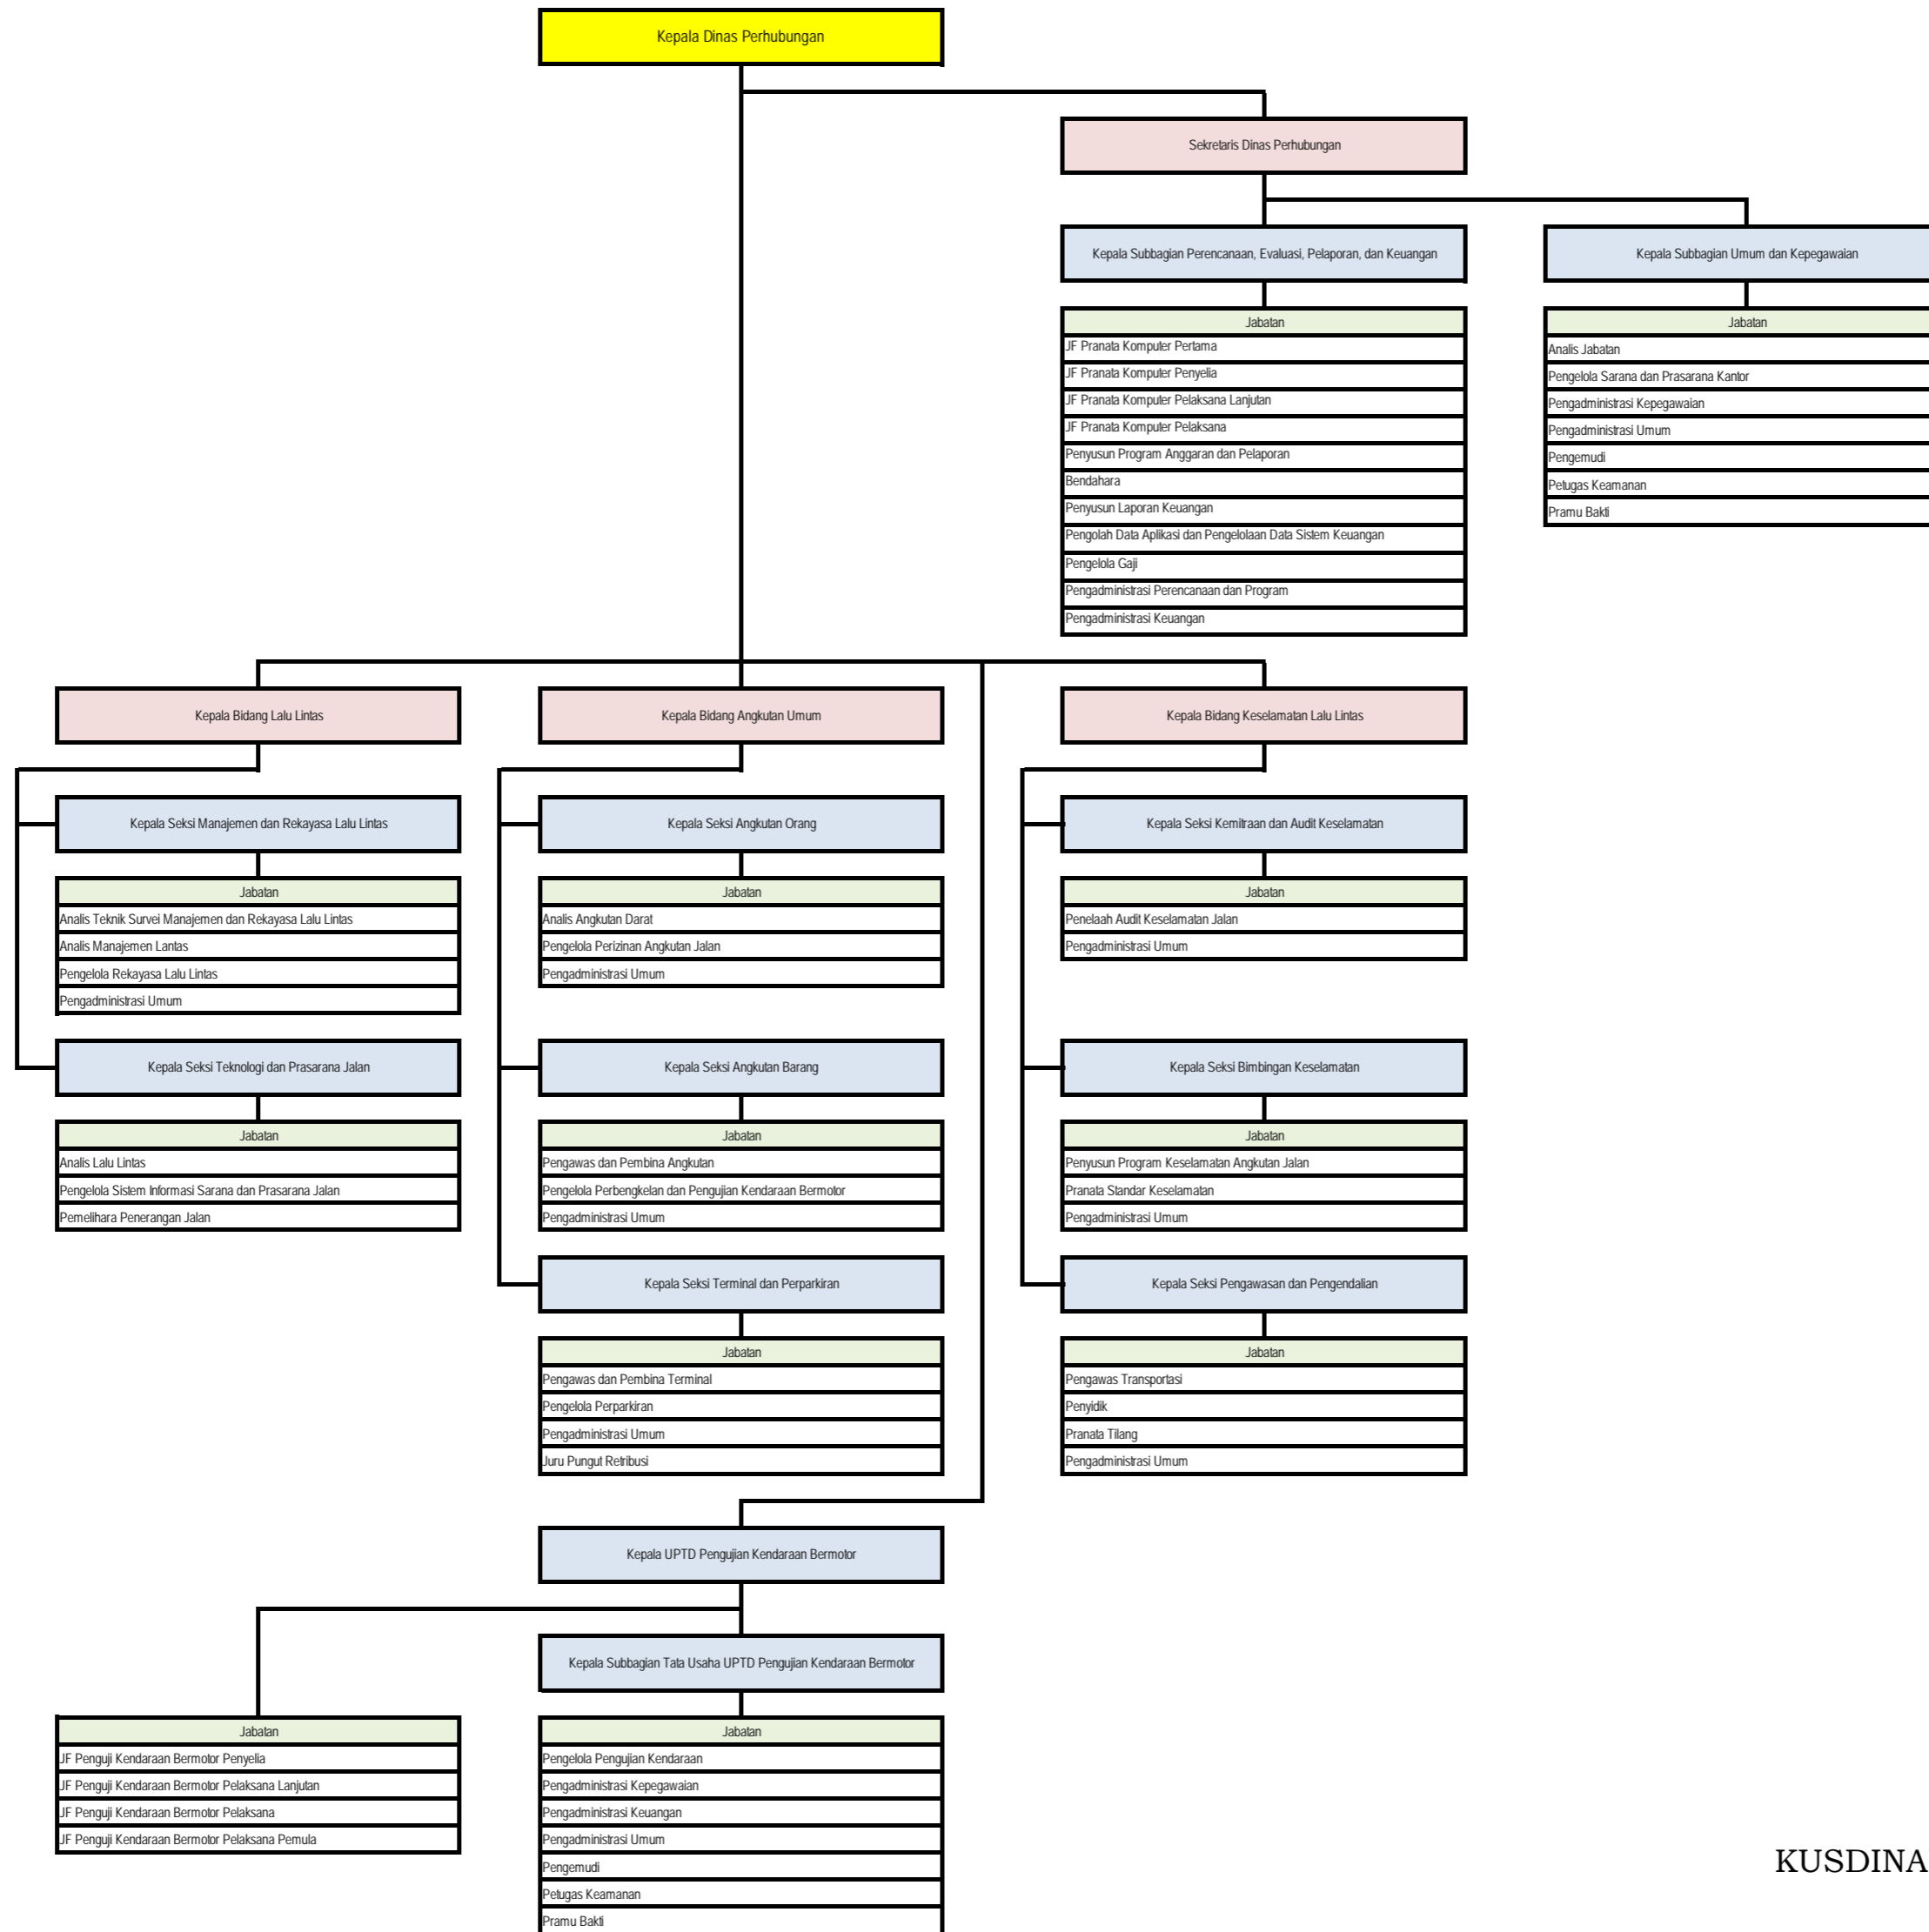 Kepala Dinas Perhubungan
Sekretaris Dinas Perhubungan
Kepala Subbagian Perencanaan, Evaluasi, Pelaporan, dan Keuangan
Kepala Subbagian Umum dan Kepegawaian
Jabatan
JF Pranata Komputer Pertama
JF Pranata Komputer Penyelia
JF Pranata Komputer Pelaksana Lanjutan
JF Pranata Komputer Pelaksana
Penyusun Program Anggaran dan Pelaporan
Bendahara
Penyusun Laporan Keuangan
Pengolah Data Aplikasi dan Pengelolaan Data Sistem Keuangan
Pengelola Gaji
Pengadministrasi Perencanaan dan Program
Pengadministrasi Keuangan
Jabatan
Analis Jabatan
Pengelola Sarana dan Prasarana Kantor
Pengadministrasi Kepegawaian
Pengadministrasi Umum
Pengemudi
Petugas Keamanan
Pramu Bakti
Kepala Bidang Lalu Lintas
Kepala Bidang Angkutan Umum
Kepala Bidang Keselamatan Lalu Lintas
Kepala Seksi Manajemen dan Rekayasa Lalu Lintas
Jabatan
Analis Teknik Survei Manajemen dan Rekayasa Lalu Lintas
Analis Manajemen Lantas
Pengelola Rekayasa Lalu Lintas
Pengadministrasi Umum
Kepala Seksi Teknologi dan Prasarana Jalan
Jabatan
Analis Lalu Lintas
Pengelola Sistem Informasi Sarana dan Prasarana Jalan
Pemelihara Penerangan Jalan
Kepala Seksi Angkutan Orang
Jabatan
Analis Angkutan Darat
Pengelola Perizinan Angkutan Jalan
Pengadministrasi Umum
Kepala Seksi Angkutan Barang
Jabatan
Pengawas dan Pembina Angkutan
Pengelola Perbengkelan dan Pengujian Kendaraan Bermotor
Pengadministrasi Umum
Kepala Seksi Terminal dan Perparkiran
Jabatan
Pengawas dan Pembina Terminal
Pengelola Perparkiran
Pengadministrasi Umum
Juru Pungut Retribusi
Kepala Seksi Kemitraan dan Audit Keselamatan
Jabatan
Penelaah Audit Keselamatan Jalan
Pengadministrasi Umum
Kepala Seksi Bimbingan Keselamatan
Jabatan
Penyusun Program Keselamatan Angkutan Jalan
Pranata Standar Keselamatan
Pengadministrasi Umum
Kepala Seksi Pengawasan dan Pengendalian
Jabatan
Pengawas Transportasi
Penyidik
Pranata Tilang
Pengadministrasi Umum
Kepala UPTD Pengujian Kendaraan Bermotor
Kepala Subbagian Tata Usaha UPTD Pengujian Kendaraan Bermotor
Jabatan
JF Penguji Kendaraan Bermotor Penyelia
JF Penguji Kendaraan Bermotor Pelaksana Lanjutan
JF Penguji Kendaraan Bermotor Pelaksana
JF Penguji Kendaraan Bermotor Pelaksana Pemula
Jabatan
Pengelola Pengujian Kendaraan
Pengadministrasi Kepegawaian
Pengadministrasi Keuangan
Pengadministrasi Umum
Pengemudi
Petugas Keamanan
Pramu Bakti
KUSDINA